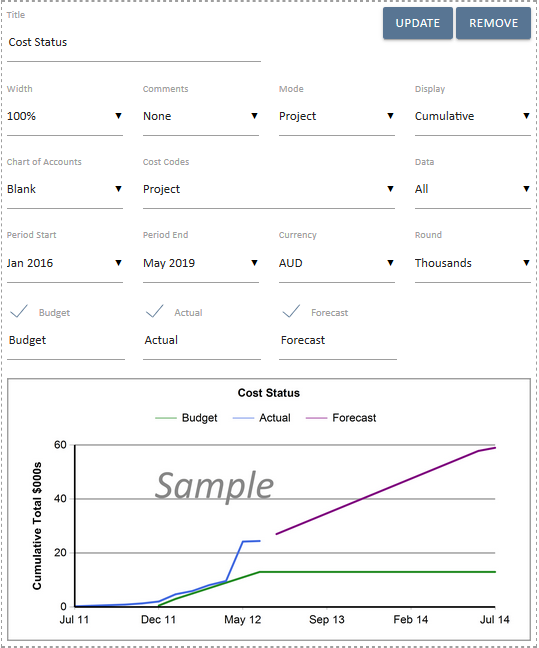 Title
Cost Status
UPDATE REMOVE
Width Comments Mode Display
100% None Project Cumulative
Chart of Accounts Cost Codes Data
Blank Project All
Period Start Period End Currency Round
Jan 2016 May 2019 AUD Thousands
Budget Actual Forecast
Budget Actual Forecast
Cost Status
Budget Actual Forecast
Cumulative Total $000s
60
Sample
40
20
0
Jul 11 Dec 11 May 12 Sep 13 Feb 14 Jul 14